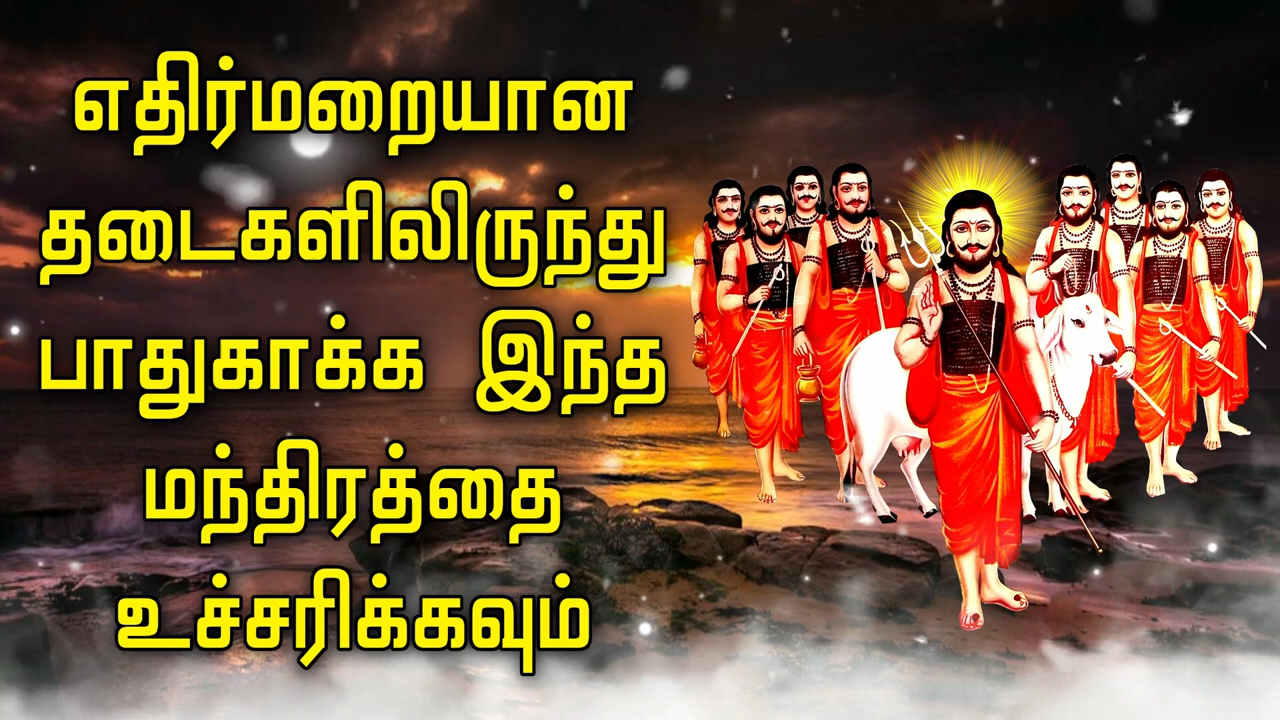 எதிர்மறையான
தடைகளிலிருந்து
பாதுகாக்க இந்த
மந்திரத்தை
உச்சரிக்கவும்